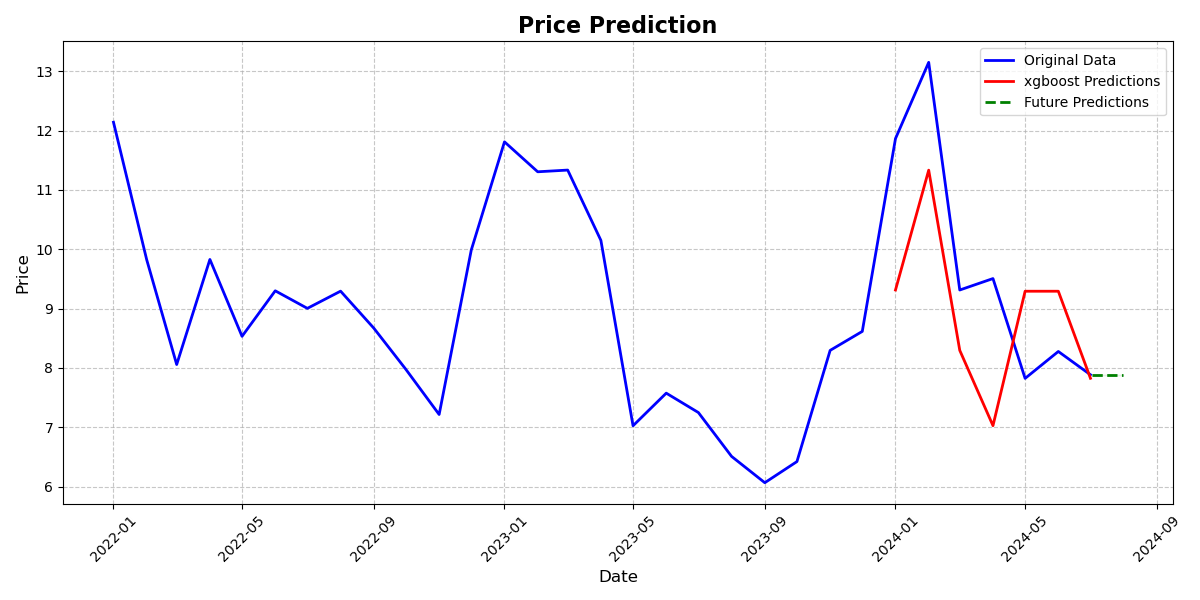 Price Prediction
Original Data
xgboost Predictions
Future Predictions
Price
13
12
11
10
9
8
7
6
2022-01
2022-05
2022-09
2023-01
2023-05
2023-09
2024-01
2024-05
2024-09
Date